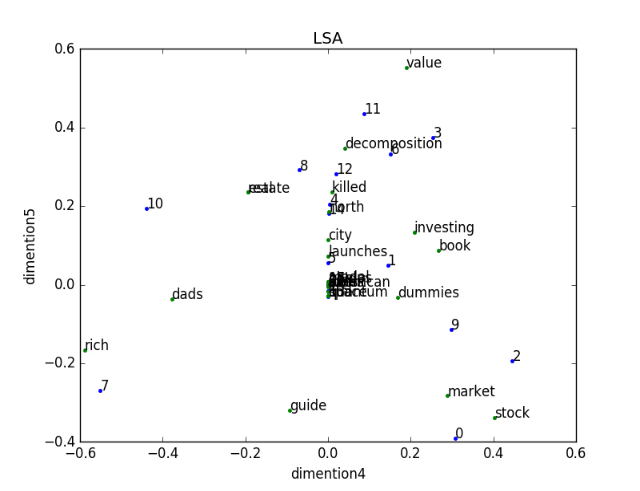 LSA
0.6
value
11
3
0.4
decomposition
6
8
12
killed
estate
4
10
north
0.2
14
investing
city
book
launches
5
1
0.0
dummies
dads
9
rich
2
−0.2
7
market
guide
stock
0
−0.4
−0.6
−0.4
−0.2
0.0
0.2
0.4
0.6
dimention4
dimention5